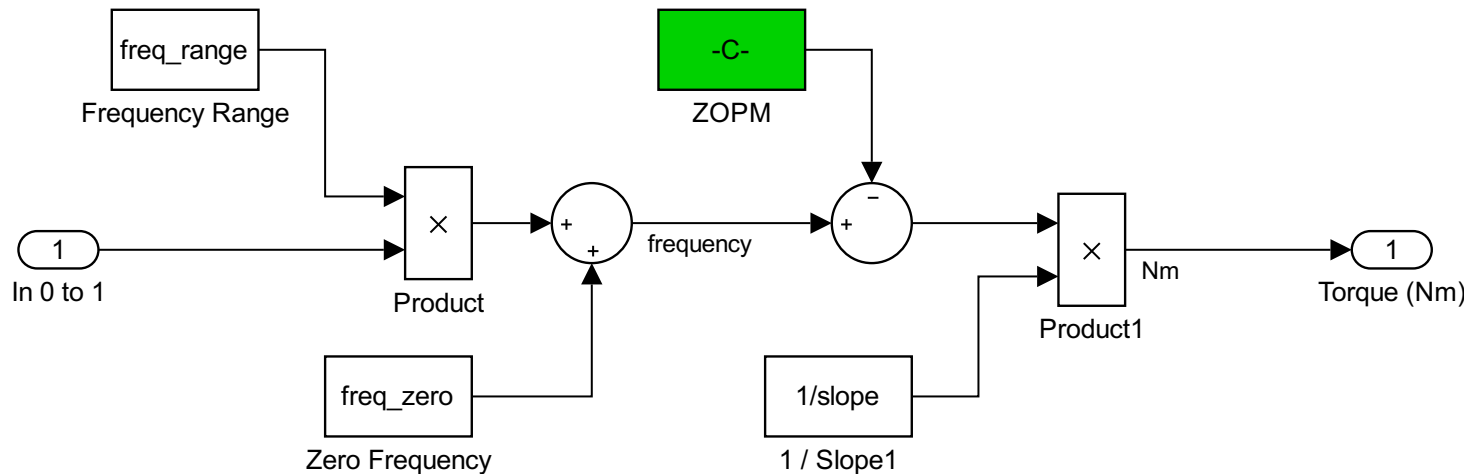 freq_range
Frequency Range
-C-
ZOPM
1
In 0 to 1
×
Product
+
+
frequency
−
+
×
Product1
Nm
1
Torque (Nm)
freq_zero
Zero Frequency
1/slope
1 / Slope1